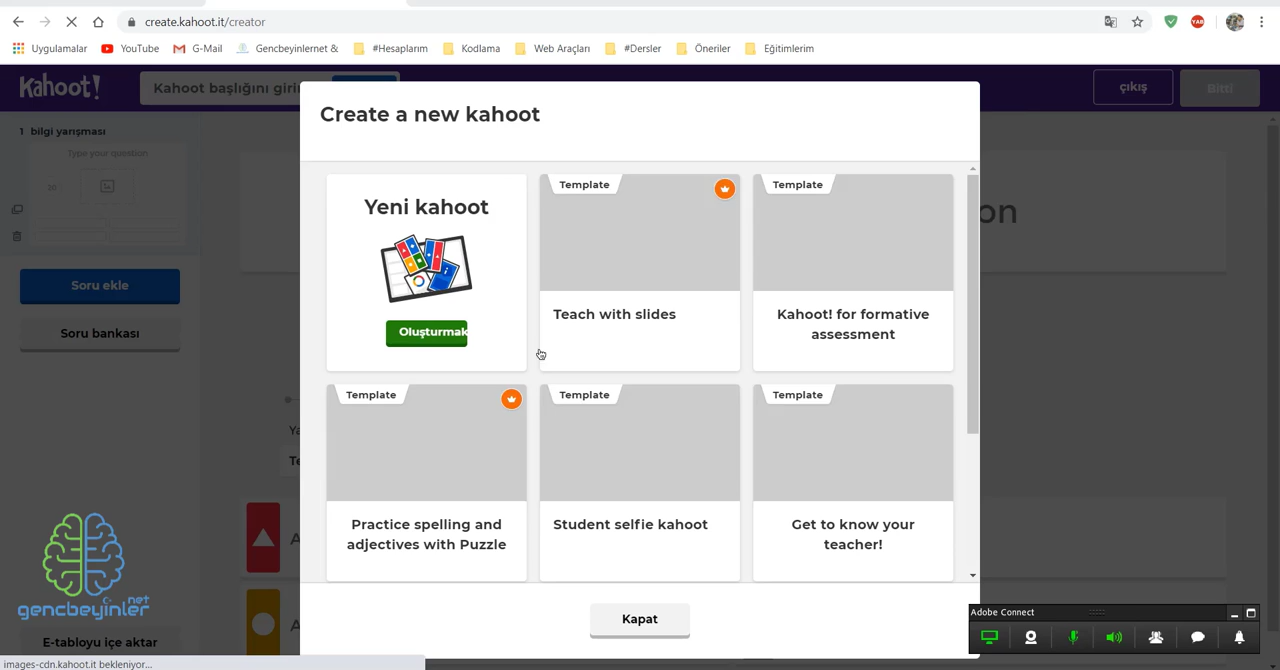 create.kahoot.it/creator
Uygulamalar
YouTube
G-Mail
Gencbeyinlernet &
#Hesaplarım
Kodlama
Web Araçları
#Dersler
Öneriler
Eğitimlerim
Kahoot!
Kahoot başlığını giri
çıkış
Bitti
Create a new kahoot
1 bilgi yarışması
Type your question
20
Soru ekle
Soru bankası
E-tabloyu içe aktar
on
Yeni kahoot
Oluşturmak
Template
Teach with slides
Template
Kahoot! for formative
assessment
Template
Practice spelling and
adjectives with Puzzle
Template
Student selfie kahoot
Template
Get to know your
teacher!
Kapat
gencbeyinler.net
Adobe Connect
images-cdn.kahoot.it bekleniyor...